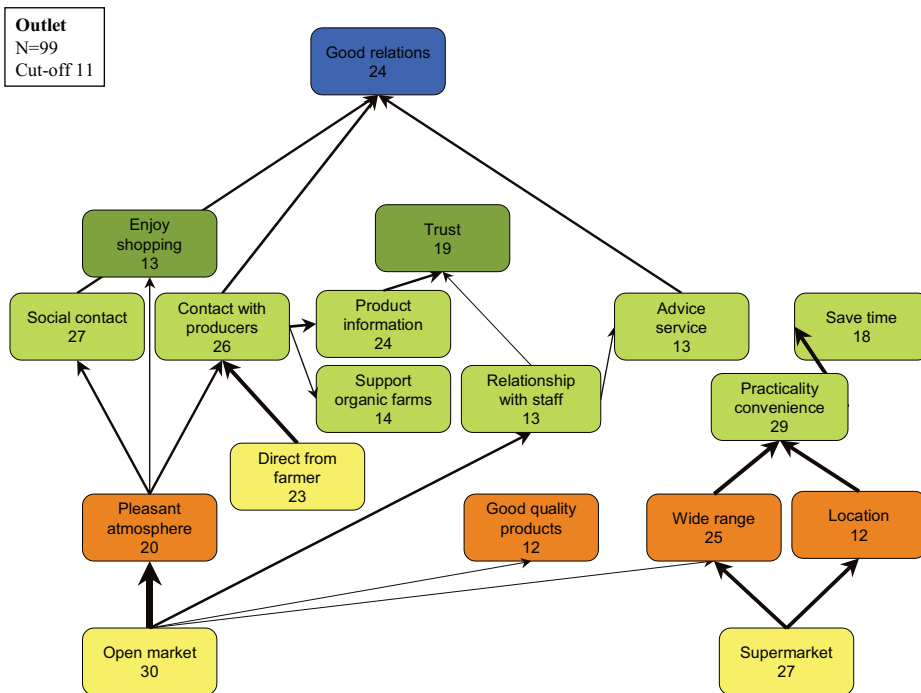 Outlet
N=99
Cut-off 11
Good relations
24
Enjoy
shopping
13
Trust
19
Social contact
27
Contact with
producers
26
Product
information
24
Advice
service
13
Save time
18
Support
organic farms
14
Relationship
with staff
13
Practicality
convenience
29
Direct from
farmer
23
Pleasant
atmosphere
20
Good quality
products
12
Wide range
25
Location
12
Open market
30
Supermarket
27